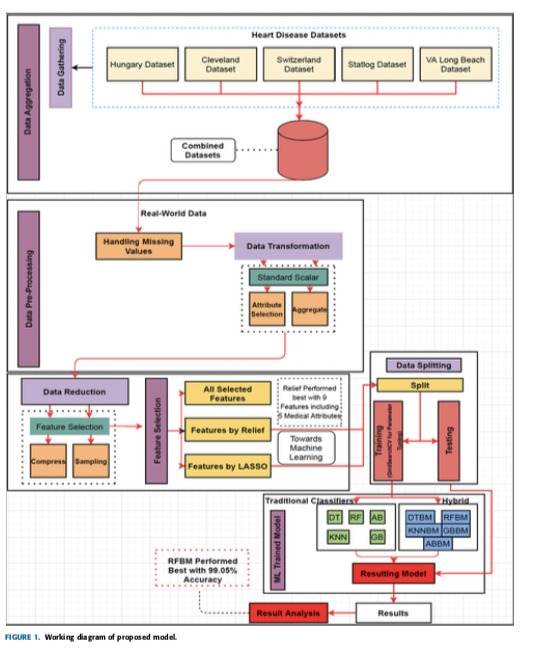 Heart Disease Datasets
Data Aggregation
Data Gathering
Hungary Dataset
Cleveland
Dataset
Switzerland
Dataset
Statlog Dataset
VA Long Beach
Dataset
Combined
Datasets
Real-World Data
Data Pre-Processing
Handling Missing
Values
Data Transformation
Standard Scalar
Attribute
Selection
Aggregate
Data Reduction
Feature Selection
Compress
Sampling
Feature Selection
All Selected
Features
Features by Relief
Features by LASSO
Relief Performed
best with 9
Features including
5 Medical Attributes
Towards
Machine
Learning
Data Splitting
Split
Training
(GridSearchCV for Parameter
Tuning)
Testing
Traditional Classifiers
Hybrid
ML Trained Model
DT
RF
AB
KNN
GB
DTBM
RFBM
KNNBM
GBBM
ABBM
Resulting Model
RFBM Performed
Best with 99.05%
Accuracy
Result Analysis
Results
FIGURE 1. Working diagram of proposed model.